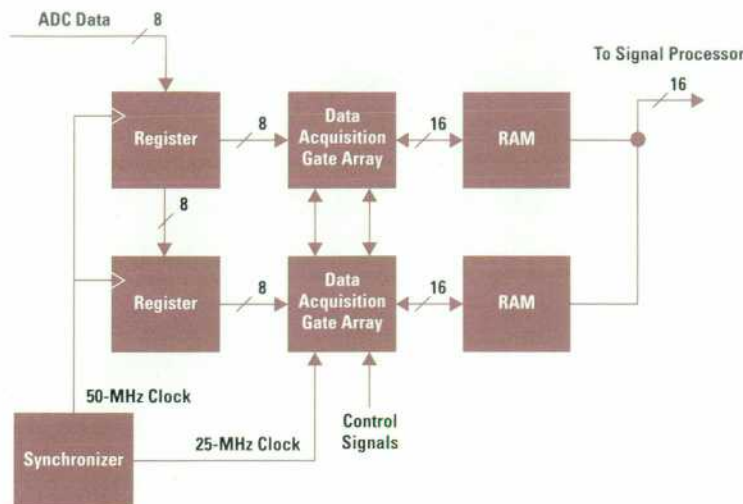 ADC Data
8
To Signal Processor
16
Register
8
Data
Acquisition
Gate Array
16
RAM
8
Register
8
Data
Acquisition
Gate Array
16
RAM
50-MHz Clock
Synchronizer
25-MHz Clock
Control
Signals